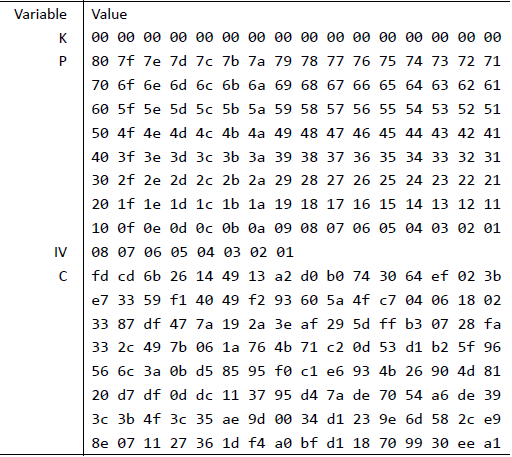 Variable Value
K 00 00 00 00 00 00 00 00 00 00 00 00 00 00 00 00
P 80 7f 7e 7d 7c 7b 7a 79 78 77 76 75 74 73 72 71
70 6f 6e 6d 6c 6b 6a 69 68 67 66 65 64 63 62 61
60 5f 5e 5d 5c 5b 5a 59 58 57 56 55 54 53 52 51
50 4f 4e 4d 4c 4b 4a 49 48 47 46 45 44 43 42 41
40 3f 3e 3d 3c 3b 3a 39 38 37 36 35 34 33 32 31
30 2f 2e 2d 2c 2b 2a 29 28 27 26 25 24 23 22 21
20 1f 1e 1d 1c 1b 1a 19 18 17 16 15 14 13 12 11
10 0f 0e 0d 0c 0b 0a 09 08 07 06 05 04 03 02 01
IV 08 07 06 05 04 03 02 01
C fd cd 6b 26 14 49 13 a2 d0 b0 74 30 64 ef 02 3b
e7 33 59 f1 40 49 f2 93 60 5a 4f c7 04 06 18 02
33 87 df 47 7a 19 2a 3e af 29 5d ff b3 07 28 fa
33 2c 49 7b 06 1a 76 4b 71 c2 0d 53 d1 b2 5f 96
56 6c 3a 0b d5 85 95 f0 c1 e6 93 4b 26 90 4d 81
20 d7 df 0d dc 11 37 95 d4 7a de 70 54 a6 de 39
3c 3b 4f 3c 35 ae 9d 00 34 d1 23 9e 6d 58 2c e9
8e 07 11 27 36 1d f4 a0 bf d1 18 70 99 30 ee a1